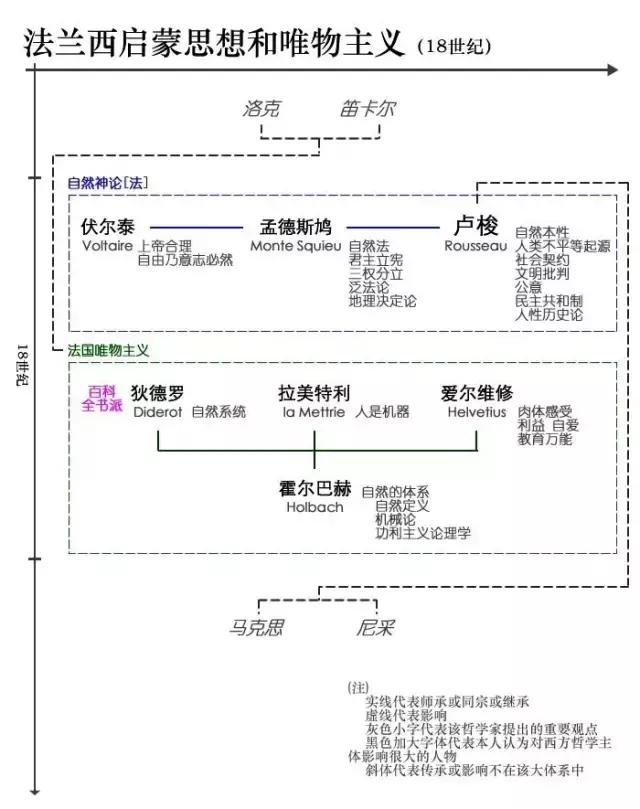 法兰西启蒙思想和唯物主义 (18世纪)
洛克 笛卡尔
自然神论[法]
伏尔泰
Voltaire
上帝合理
自由乃意志必然
孟德斯鸠
Monte Squieu
自然法
君主立宪
三权分立
泛法论
地理决定论
卢梭
Rousseau
自然本性
人类不平等起源
社会契约
文明批判
公意
民主共和制
人性历史论
18世纪
法国唯物主义
百科
全书派
狄德罗
Diderot 自然系统
拉美特利
la Mettrie 人是机器
爱尔维修
Helvetius
肉体感受
利益 自爱
教育万能
霍尔巴赫
Holbach
自然的体系
自然定义
机械论
功利主义论理学
马克思 尼采
(注)
实线代表师承或同宗或继承
虚线代表影响
灰色小字代表该哲学家提出的重要观点
黑色加大字体代表本人认为对西方哲学主
体影响很大的人物
斜体代表传承或影响不在该大体系中